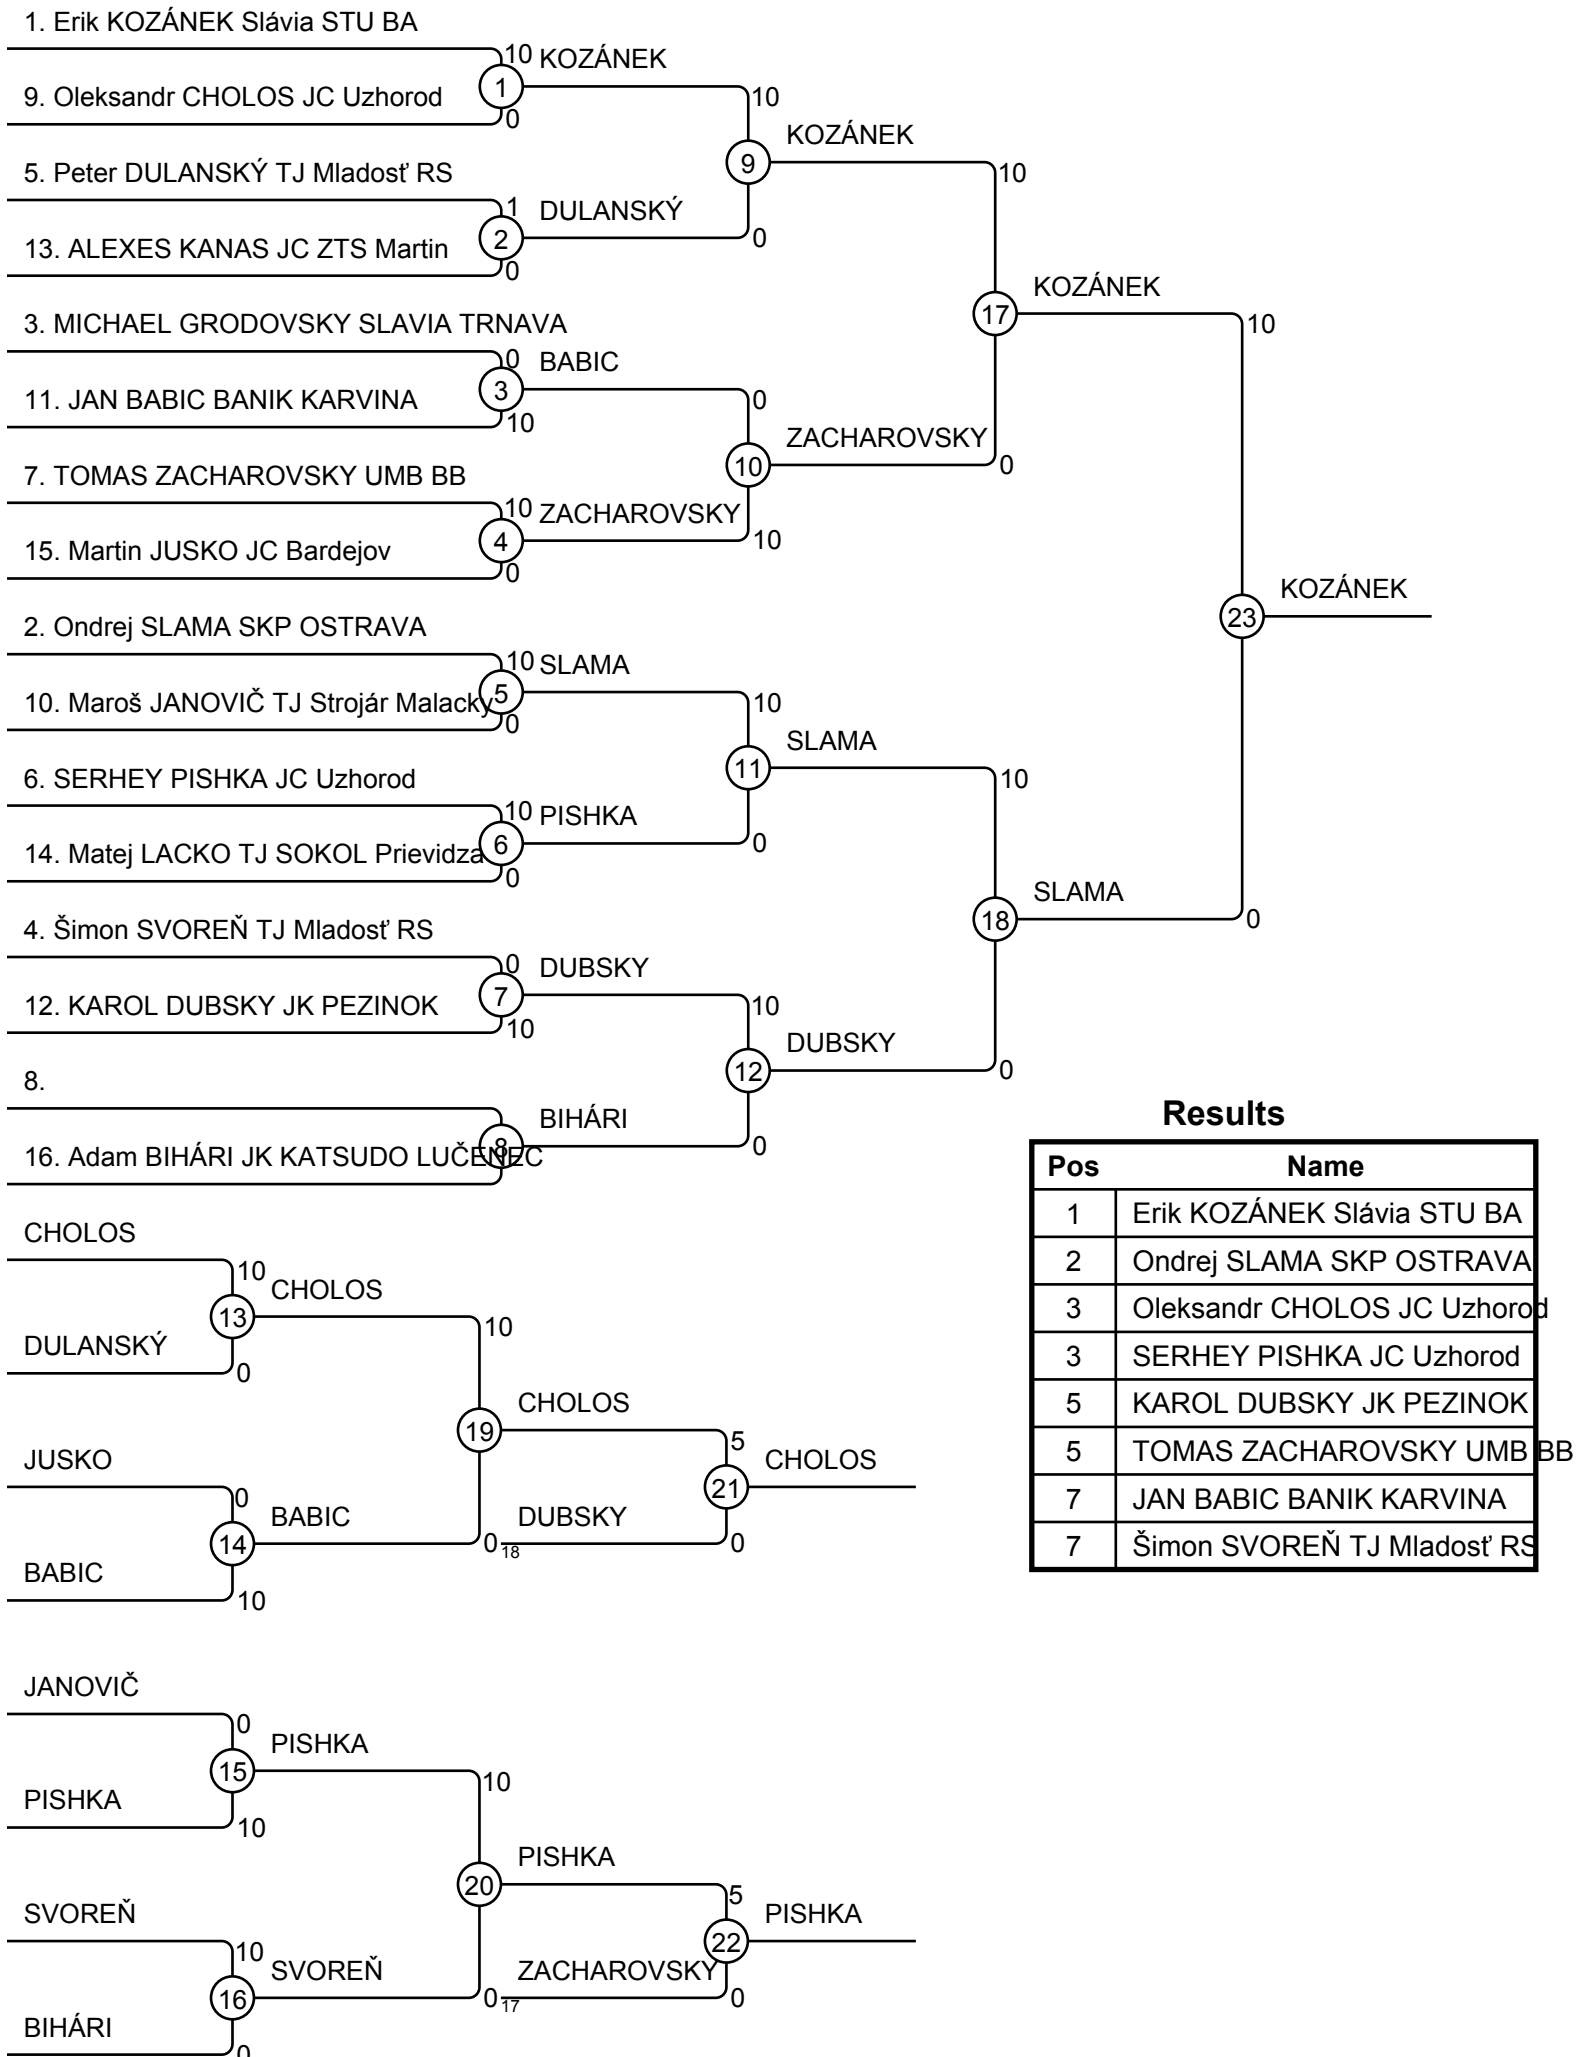 1. Erik KOZÁNEK Slávia STU BA
10 KOZÁNEK
1
9. Oleksandr CHOLOS JC Uzhorod
0
10
KOZÁNEK
9
5. Peter DULANSKÝ TJ Mladosť RS
10
1 DULANSKÝ
2
0
13. ALEXES KANAS JC ZTS Martin
0
KOZÁNEK
17
3. MICHAEL GRODOVSKY SLAVIA TRNAVA
10
0 BABIC
3
11. JAN BABIC BANIK KARVINA
0
10
ZACHAROVSKY
10
0
7. TOMAS ZACHAROVSKY UMB BB
10 ZACHAROVSKY
4
10
15. Martin JUSKO JC Bardejov
0
KOZÁNEK
23
2. Ondrej SLAMA SKP OSTRAVA
10 SLAMA
5
10. Maroš JANOVIČ TJ Strojár Malacky
10
0
SLAMA
11
6. SERHEY PISHKA JC Uzhorod
10
10 PISHKA
6
0
14. Matej LACKO TJ SOKOL Prievidza
0
SLAMA
18
0
4. Šimon SVOREŇ TJ Mladosť RS
0 DUBSKY
7
12. KAROL DUBSKY JK PEZINOK
10
10
DUBSKY
12
0
8.
BIHÁRI
8
0
16. Adam BIHÁRI JK KATSUDO LUČENEC
CHOLOS
10 CHOLOS
13
10
DULANSKÝ
0
CHOLOS
19
5
JUSKO
CHOLOS
21
0
BABIC
DUBSKY
14
0 18
0
BABIC
10
JANOVIČ
0
PISHKA
15
10
PISHKA
10
PISHKA
20
5
SVOREŇ
PISHKA
22
10
SVOREŇ
ZACHAROVSKY
16
0 17
0
BIHÁRI
0
Results
Pos Name
1 Erik KOZÁNEK Slávia STU BA
2 Ondrej SLAMA SKP OSTRAVA
3 Oleksandr CHOLOS JC Uzhorod
3 SERHEY PISHKA JC Uzhorod
5 KAROL DUBSKY JK PEZINOK
5 TOMAS ZACHAROVSKY UMB BB
7 JAN BABIC BANIK KARVINA
7 Šimon SVOREŇ TJ Mladosť RS